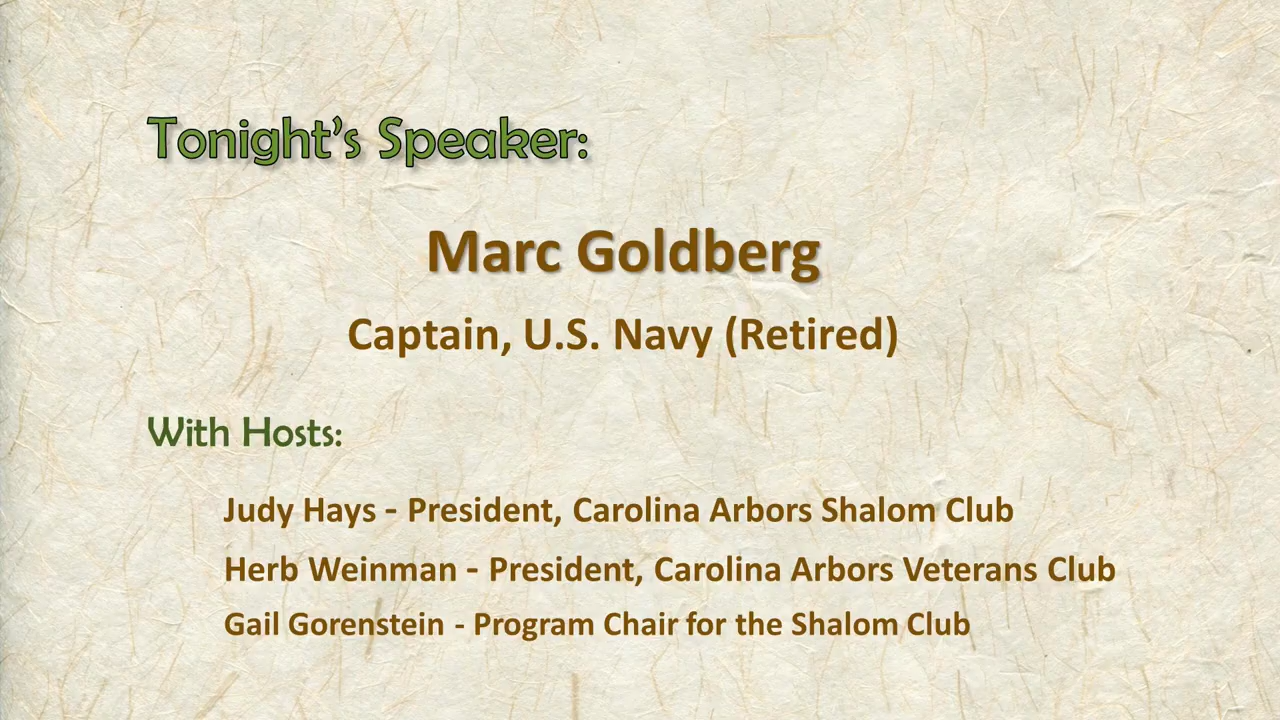 Tonight's Speaker:
Marc Goldberg
Captain, U.S. Navy (Retired)
With Hosts:
Judy Hays - President, Carolina Arbors Shalom Club
Herb Weinman - President, Carolina Arbors Veterans Club
Gail Gorenstein - Program Chair for the Shalom Club